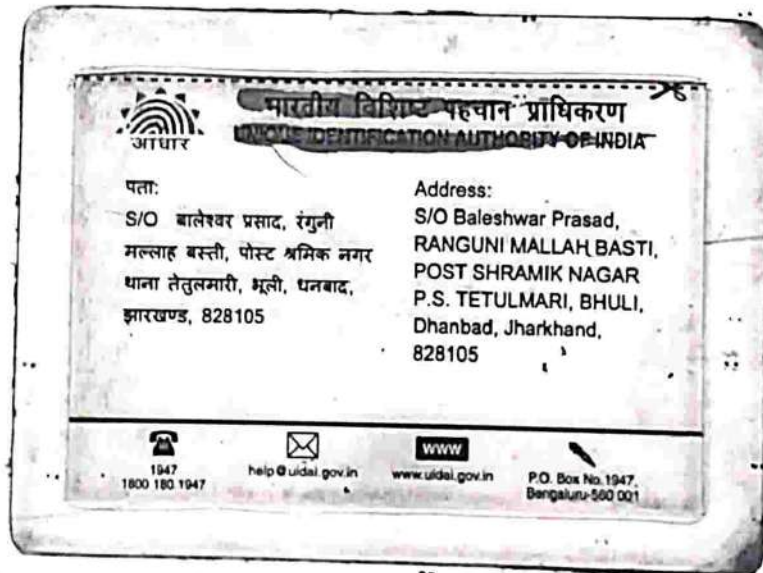 भारतीय विशिष्ट पहचान प्राधिकरण
UNIQUE IDENTIFICATION AUTHORITY OF INDIA
आधार
पता:
S/O बालेश्वर प्रसाद, रंगुनी
मल्लाह बस्ती, पोस्ट श्रमिक नगर
थाना तेतुलमारी, भूली, धनबाद,
झारखण्ड, 828105
Address:
S/O Baleshwar Prasad,
RANGUNI MALLAH BASTI,
POST SHRAMIK NAGAR
P.S. TETULMARI, BHULI,
Dhanbad, Jharkhand,
828105
1947
1800 180 1947
help@uidai.gov.in
WWW
www.uidai.gov.in
P.O. Box No.1947,
Bengaluru-560 001